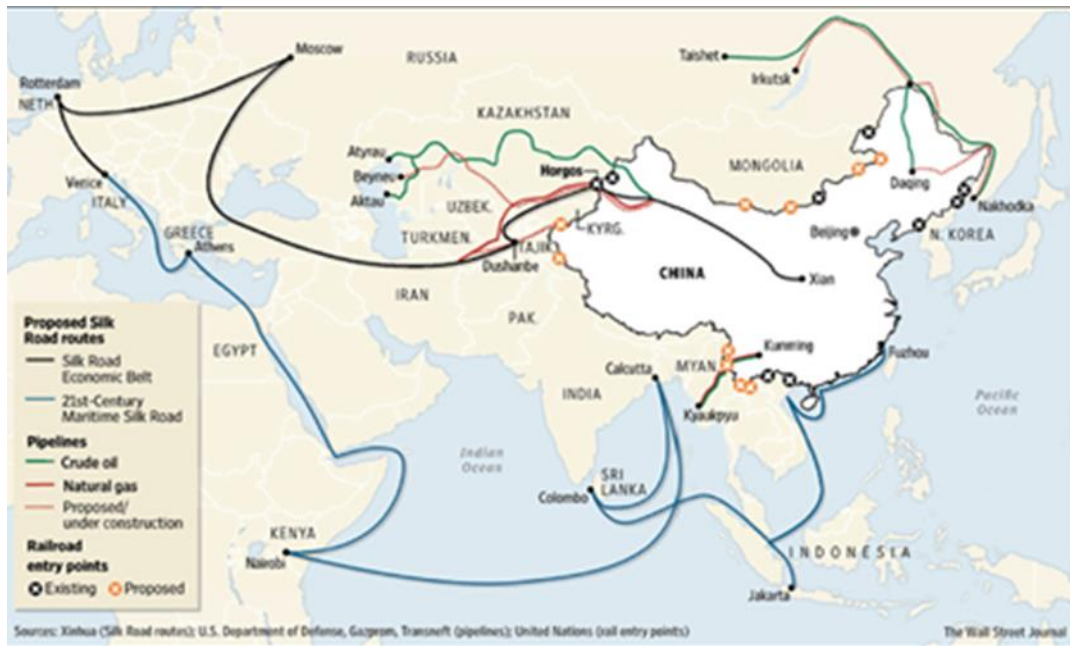 Moscow
RUSSIA
Taishet
Irkutsk
Rotterdam
NETH.
KAZAKHSTAN
Atyrau
Beyneu
Aktau
Horgos
MONGOLIA
Daqing
Nakhodka
Venice
ITALY
UZBEK.
TURKMEN.
KYRG.
TAJIK.
Dushanbe
Beijing
N. KOREA
GREECE
Athens
CHINA
Xian
IRAN
PAK.
EGYPT
Calcutta
MYAN.
Kunming
Fuzhou
INDIA
Kyaukpyu
Pacific
Ocean
Indian
Ocean
SRI
LANKA
Colombo
KENYA
Nairobi
INDONESIA
Jakarta
Proposed Silk
Road routes
Silk Road
Economic Belt
21st-Century
Maritime Silk Road
Pipelines
Crude oil
Natural gas
Proposed/
under construction
Railroad
entry points
Existing
Proposed
Sources: Xinhua (Silk Road routes); U.S. Department of Defense, Gazprom, Transneft (pipelines); United Nations (rail entry points)
The Wall Street Journal